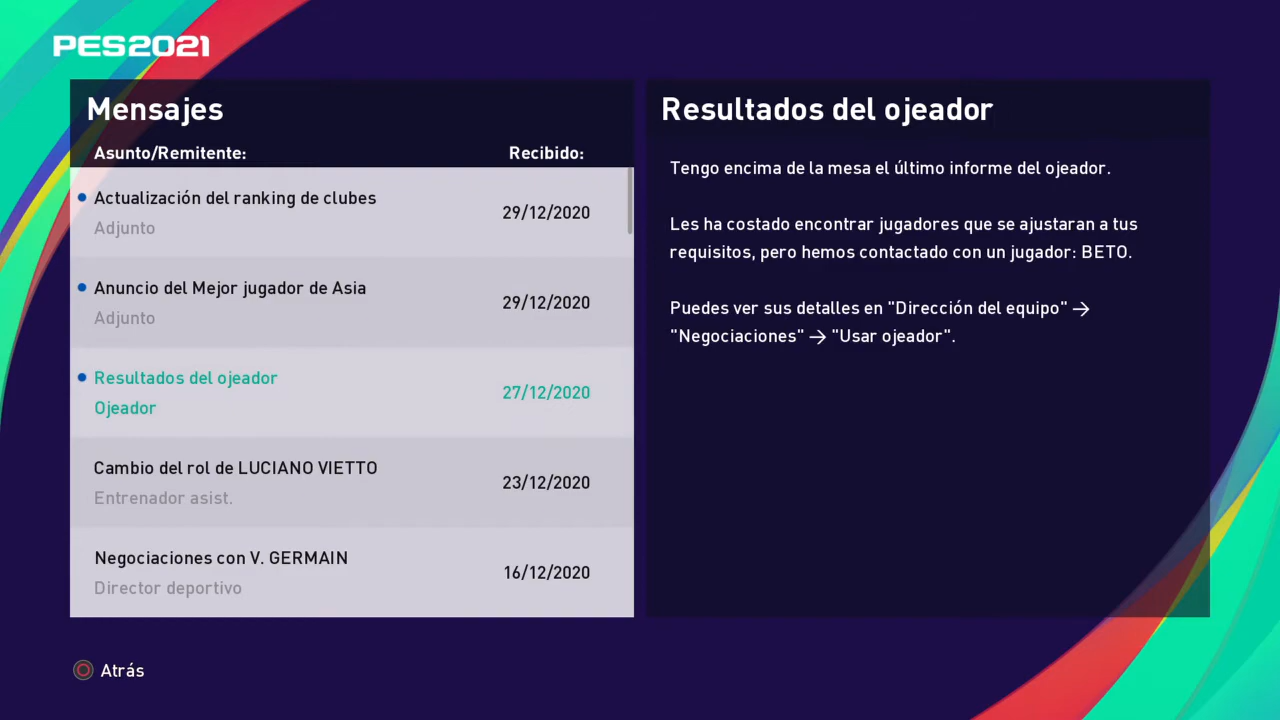 PES2021
Mensajes
Asunto/Remitente: Recibido:
Actualización del ranking de clubes
Adjunto
29/12/2020
Anuncio del Mejor jugador de Asia
Adjunto
29/12/2020
Resultados del ojeador
Ojeador
27/12/2020
Cambio del rol de LUCIANO VIETTO
Entrenador asist.
23/12/2020
Negociaciones con V. GERMAIN
Director deportivo
16/12/2020
Resultados del ojeador
Tengo encima de la mesa el último informe del ojeador.
Les ha costado encontrar jugadores que se ajustaran a tus
requisitos, pero hemos contactado con un jugador: BETO.
Puedes ver sus detalles en "Dirección del equipo" →
"Negociaciones" → "Usar ojeador".
Atrás